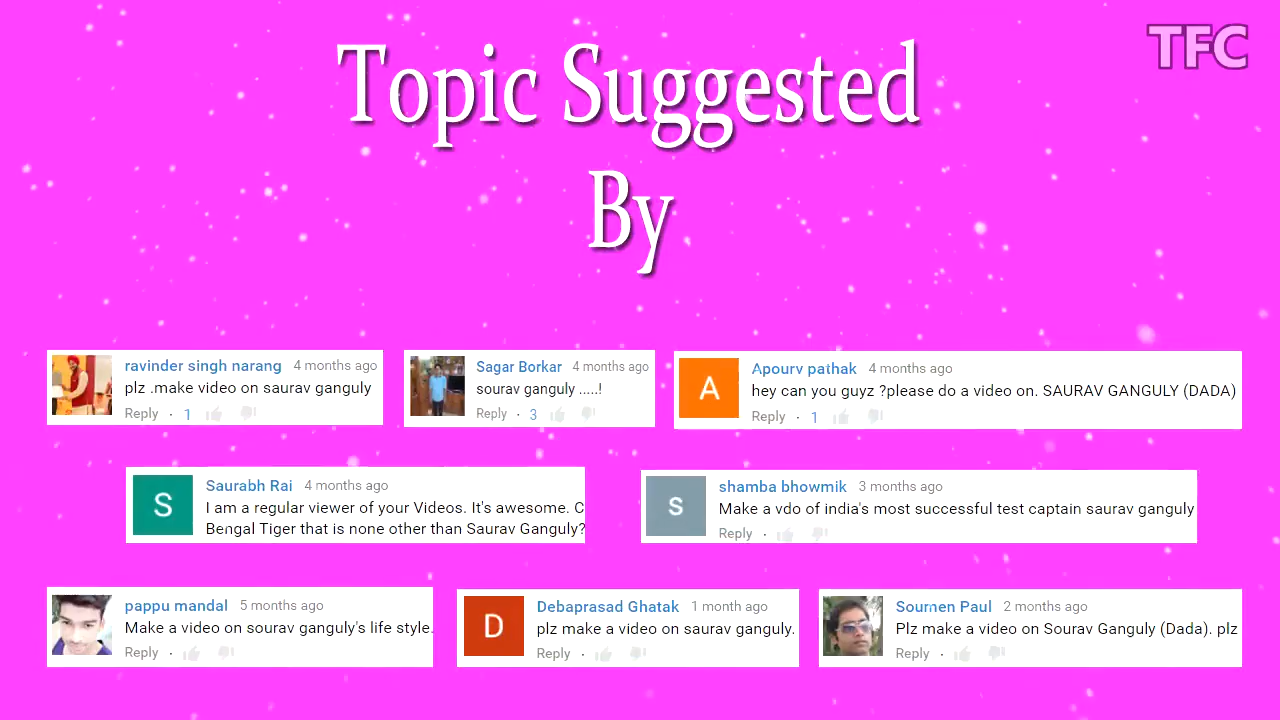 TFC
Topic Suggested
By
ravinder singh narang 4 months ago
plz .make video on saurav ganguly
Reply · 1
Sagar Borkar 4 months ago
sourav ganguly .....!
Reply · 3
Apourv pathak 4 months ago
hey can you guyz ?please do a video on. SAURAV GANGULY (DADA)
Reply · 1
A
S
Saurabh Rai 4 months ago
I am a regular viewer of your Videos. It's awesome. C
Bengal Tiger that is none other than Saurav Ganguly?
s
shamba bhowmik 3 months ago
Make a vdo of india's most successful test captain saurav ganguly
Reply ·
pappu mandal 5 months ago
Make a video on sourav ganguly's life style.
Reply ·
D
Debaprasad Ghatak 1 month ago
plz make a video on saurav ganguly.
Reply ·
Soumen Paul 2 months ago
Plz make a video on Sourav Ganguly (Dada). plz
Reply ·